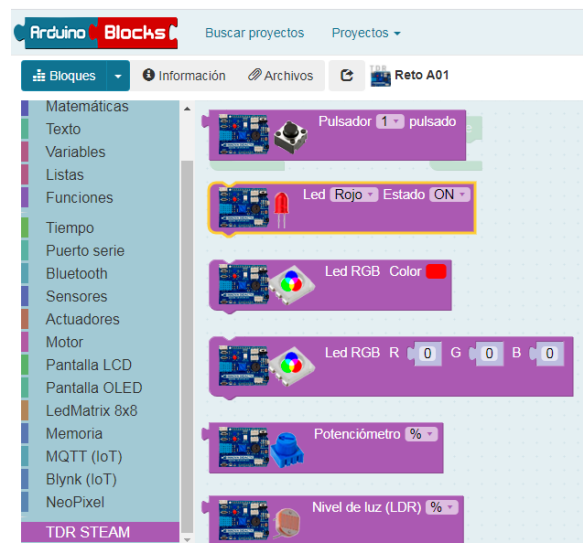 Arduino Blocks
Buscar proyectos Proyectos
Bloques Información Archivos Reto A01
Matemáticas
Texto
Variables
Listas
Funciones
Tiempo
Puerto serie
Bluetooth
Sensores
Actuadores
Motor
Pantalla LCD
Pantalla OLED
LedMatrix 8x8
Memoria
MQTT (IoT)
Blynk (IoT)
NeoPixel
TDR STEAM
Pulsador 1 pulsado
Led Rojo Estado ON
Led RGB Color
Led RGB R 0 G 0 B 0
Potenciómetro %
Nivel de luz (LDR) %